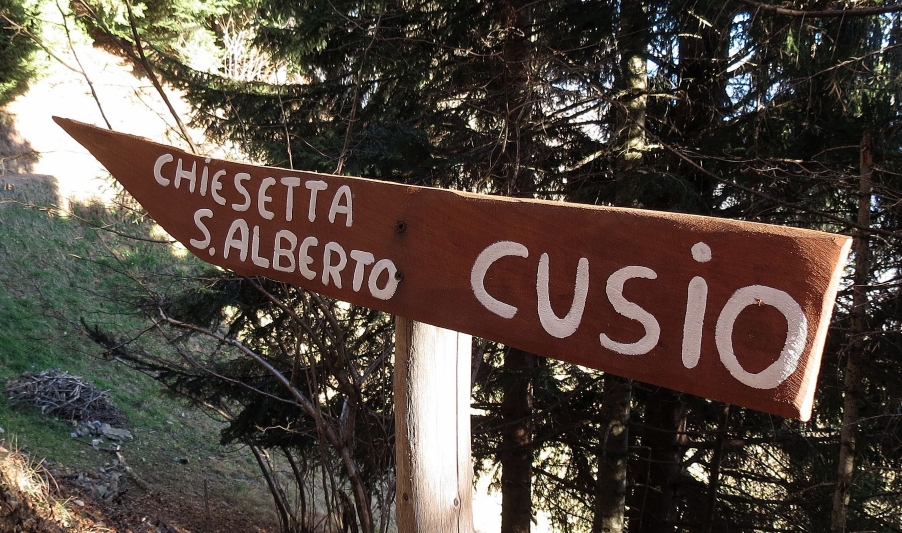 CHiESETTA
S. ALBERTO
CUSiO